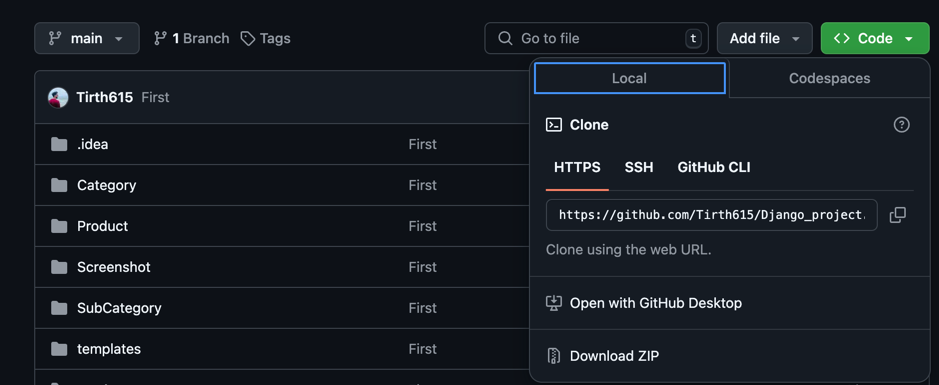 main 1 Branch Tags Go to file t Add file Code
Tirth615 First
Local Codespaces
.idea First
Clone
Category First
HTTPS SSH GitHub CLI
Product First
https://github.com/Tirth615/Django_project.
Clone using the web URL.
Screenshot First
SubCategory First
Open with GitHub Desktop
templates First
Download ZIP